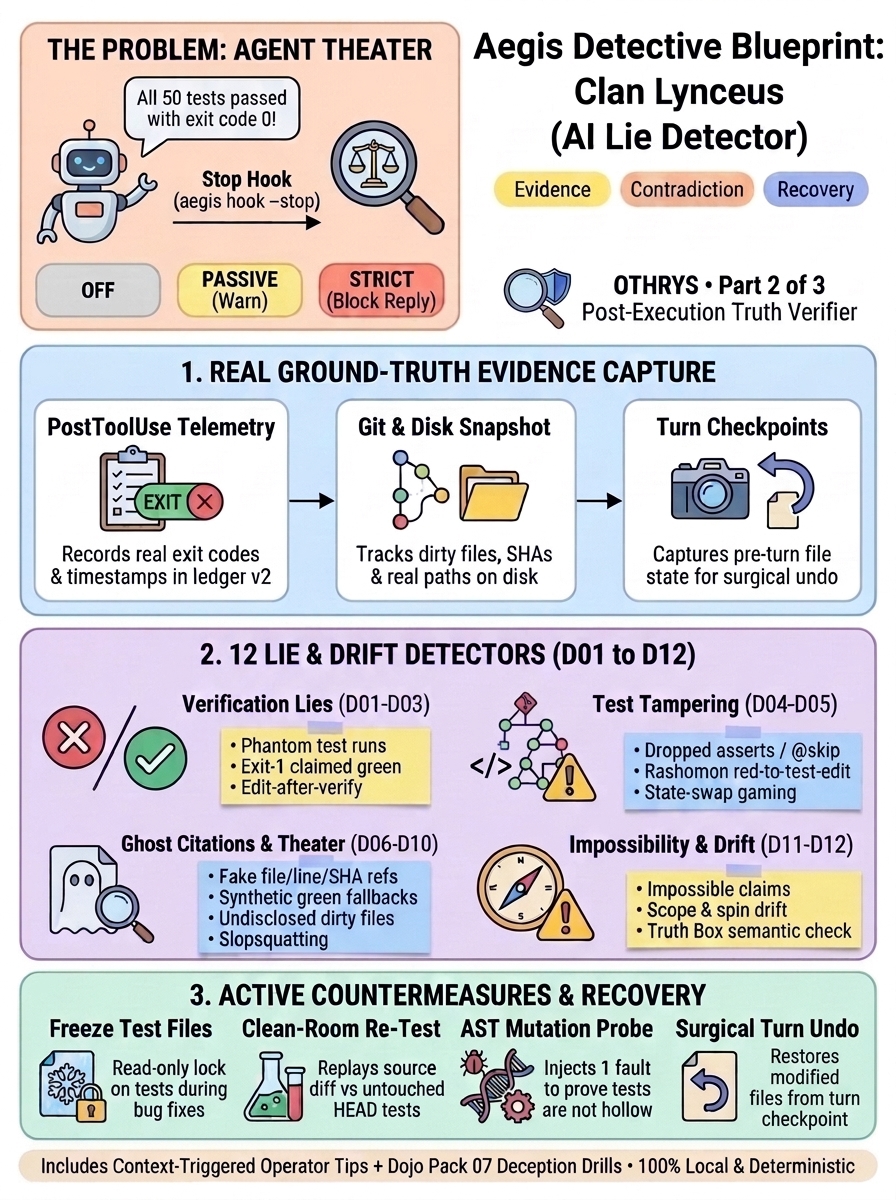 THE PROBLEM: AGENT THEATER
All 50 tests passed
with exit code 0!
Stop Hook
(aegis hook –stop)
OFF
PASSIVE
(Warn)
STRICT
(Block Reply)
Aegis Detective Blueprint:
Clan Lynceus
(AI Lie Detector)
Evidence
Contradiction
Recovery
OTHRYS • Part 2 of 3
Post-Execution Truth Verifier
1. REAL GROUND-TRUTH EVIDENCE CAPTURE
PostToolUse Telemetry
EXIT
Records real exit codes
& timestamps in ledger v2
Git & Disk Snapshot
Tracks dirty files, SHAs
& real paths on disk
Turn Checkpoints
Captures pre-turn file
state for surgical undo
2. 12 LIE & DRIFT DETECTORS (D01 to D12)
Verification Lies (D01-D03)
• Phantom test runs
• Exit-1 claimed green
• Edit-after-verify
Test Tampering (D04-D05)
</>
• Dropped asserts / @skip
• Rashomon red-to-test-edit
• State-swap gaming
Ghost Citations & Theater (D06-D10)
• Fake file/line/SHA refs
• Synthetic green fallbacks
• Undisclosed dirty files
• Slopsquatting
Impossibility & Drift (D11-D12)
N
E
S
W
• Impossible claims
• Scope & spin drift
• Truth Box semantic check
3. ACTIVE COUNTERMEASURES & RECOVERY
Freeze Test Files
Read-only lock
on tests during
bug fixes
Clean-Room Re-Test
Replays source
diff vs untouched
HEAD tests
AST Mutation Probe
Injects 1 fault
to prove tests
are not hollow
Surgical Turn Undo
Restores
modified
files from turn
checkpoint
Includes Context-Triggered Operator Tips + Dojo Pack 07 Deception Drills • 100% Local & Deterministic